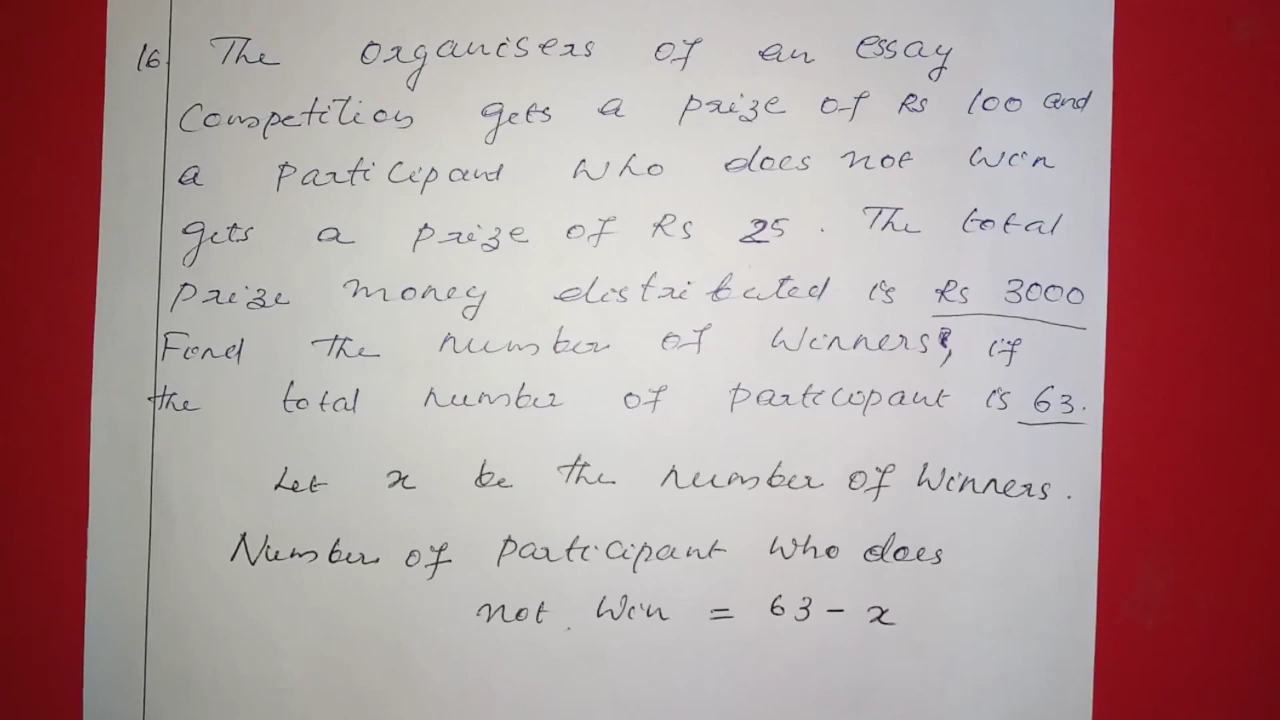 16. The organisers of an essay
Competition gets a prize of Rs 100 and
a participant who does not win
gets a prize of Rs 25. The total
prize money distributed is Rs 3000
Find the number of winners, if
the total number of participant is 63.
Let x be the number of winners.
Number of participant who does
not win = 63 - x